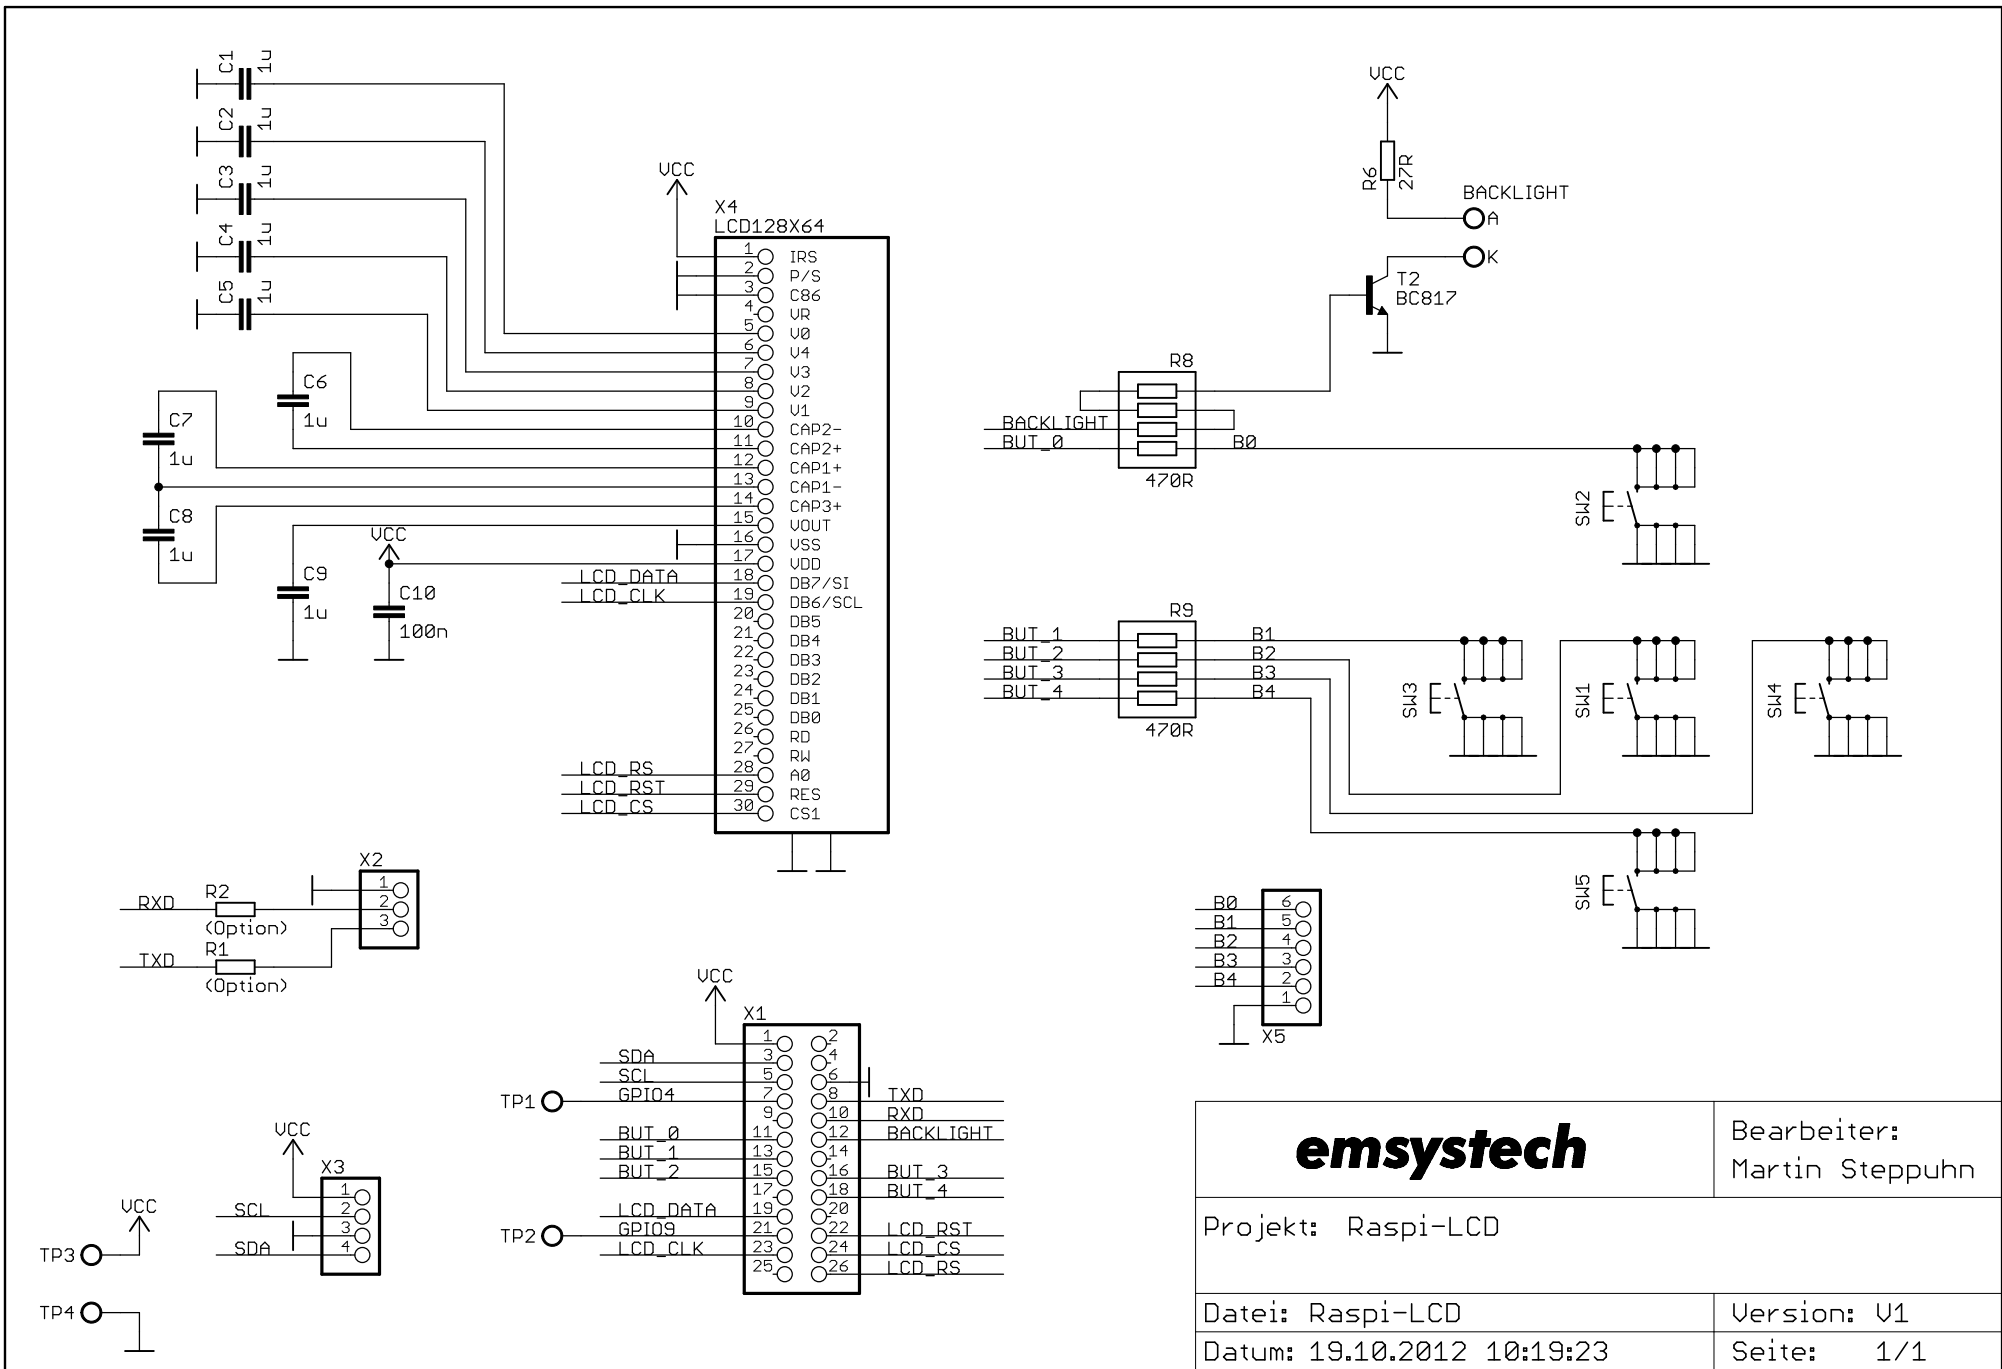 C1
1u
C2
1u
C3
1u
C4
1u
C5
1u
C6
1u
C7
1u
C8
1u
C9
1u
VCC
C10
100n
VCC
X4
LCD128X64
1 IRS
2 P/S
3 C86
4 VR
5 V0
6 V4
7 V3
8 V2
9 V1
10 CAP2-
11 CAP2+
12 CAP1+
13 CAP1-
14 CAP3+
15 VOUT
16 VSS
17 VDD
LCD_DATA 18 DB7/SI
LCD_CLK 19 DB6/SCL
20 DB5
21 DB4
22 DB3
23 DB2
24 DB1
25 DB0
26 RD
27 RW
LCD_RS 28 A0
LCD_RST 29 RES
LCD_CS 30 CS1
VCC
R6
27R
BACKLIGHT
A
K
T2
BC817
R8
BACKLIGHT
BUT_0 B0
470R
SW2
R9
BUT_1 B1
BUT_2 B2
BUT_3 B3
BUT_4 B4
470R
SW3
SW1
SW4
SW5
X2
1
RXD R2 2
(Option)
3
TXD R1
(Option)
B0 6
B1 5
B2 4
B3 3
B4 2
1
X5
VCC
X1
1 2
SDA 3 4
SCL 5 6
TP1 GPIO4 7 8 TXD
9 10 RXD
BUT_0 11 12 BACKLIGHT
BUT_1 13 14
BUT_2 15 16 BUT_3
17 18 BUT_4
LCD_DATA 19 20
TP2 GPIO9 21 22 LCD_RST
LCD_CLK 23 24 LCD_CS
25 26 LCD_RS
VCC
X3
1
SCL 2
3
SDA 4
VCC
TP3
TP4
emsystech
Bearbeiter:
Martin Steppuhn
Projekt: Raspi-LCD
Datei: Raspi-LCD
Version: V1
Datum: 19.10.2012 10:19:23
Seite: 1/1